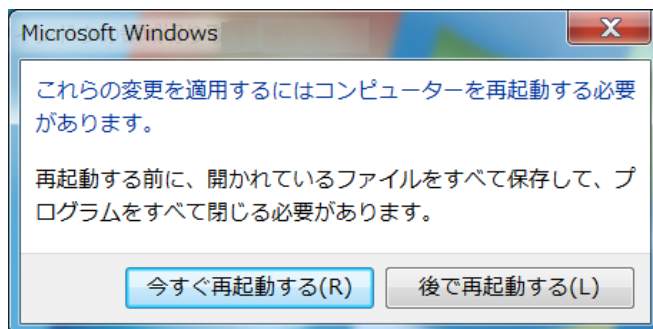 Microsoft Windows
これらの変更を適用するにはコンピューターを再起動する必要
があります。
再起動する前に、開かれているファイルをすべて保存して、プ
ログラムをすべて閉じる必要があります。
今すぐ再起動する(R)
後で再起動する(L)